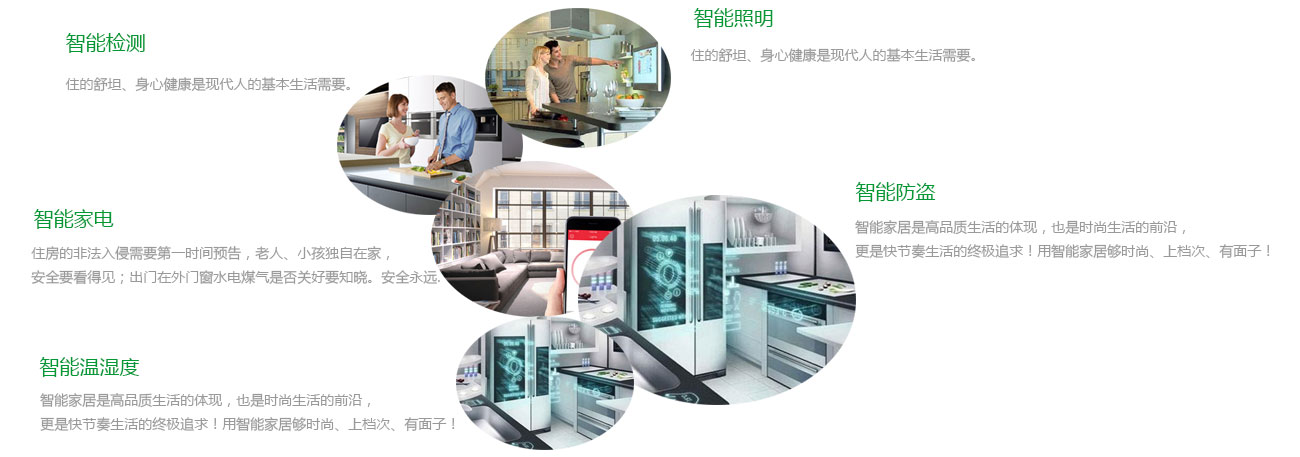 智能检测
住的舒坦、身心健康是现代人的基本生活需要。
智能照明
住的舒坦、身心健康是现代人的基本生活需要。
智能家电
住房的非法入侵需要第一时间预告，老人、小孩独自在家，
安全要看得见；出门在外门窗水电煤气是否关好要知晓。安全永远.
智能防盗
智能家居是高品质生活的体现，也是时尚生活的前沿，
更是快节奏生活的终极追求！用智能家居够时尚、上档次、有面子！
智能温湿度
智能家居是高品质生活的体现，也是时尚生活的前沿，
更是快节奏生活的终极追求！用智能家居够时尚、上档次、有面子！